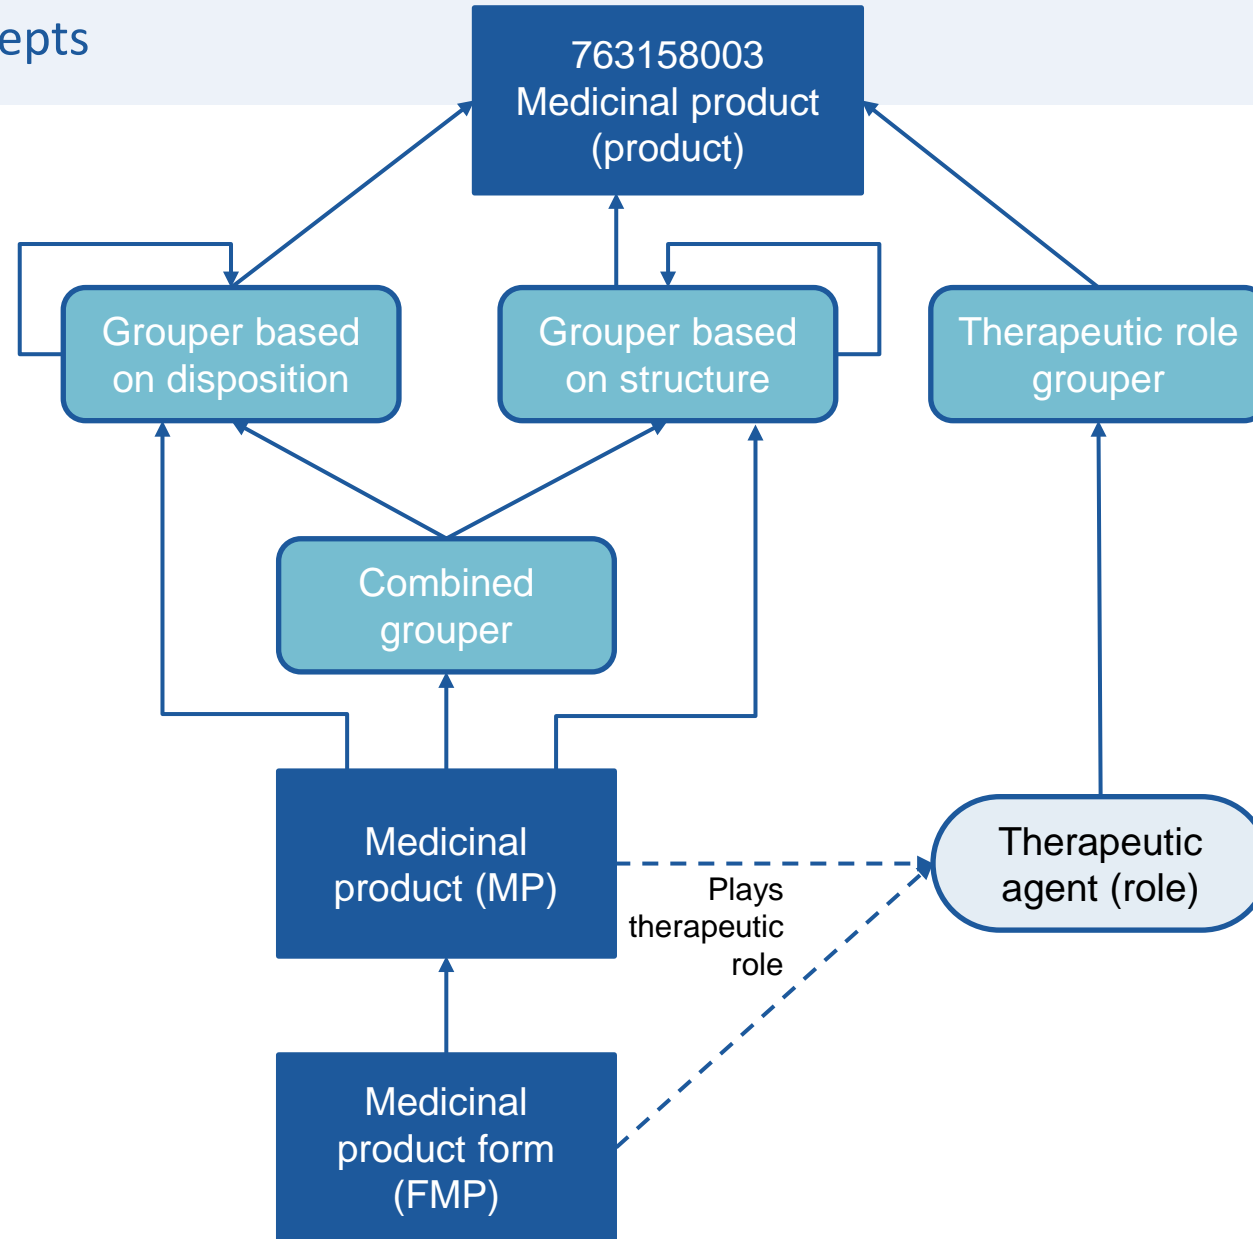 epts
763158003
Medicinal product
(product)
Grouper based
on disposition
Grouper based
on structure
Therapeutic role
grouper
Combined
grouper
Medicinal
product (MP)
Plays
therapeutic
role
Therapeutic
agent (role)
Medicinal
product form
(FMP)